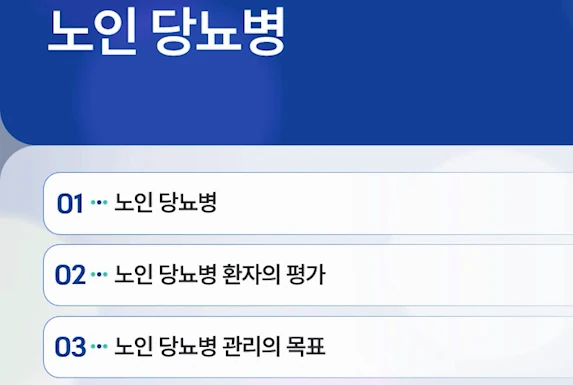 노인 당뇨병
01 ··· 노인 당뇨병
02 ··· 노인 당뇨병 환자의 평가
03 ··· 노인 당뇨병 관리의 목표